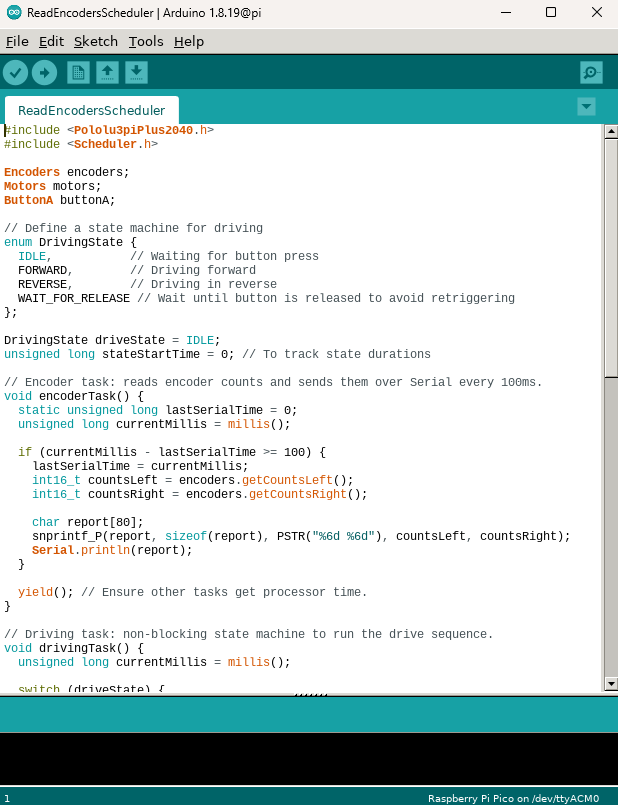 ReadEncodersScheduler | Arduino 1.8.19@pi
File Edit Sketch Tools Help
ReadEncodersScheduler
#include <Pololu3piPlus2040.h>
#include <Scheduler.h>
Encoders encoders;
Motors motors;
ButtonA buttonA;
// Define a state machine for driving
enum DrivingState {
  IDLE,           // Waiting for button press
  FORWARD,        // Driving forward
  REVERSE,        // Driving in reverse
  WAIT_FOR_RELEASE // Wait until button is released to avoid retriggering
};
DrivingState driveState = IDLE;
unsigned long stateStartTime = 0; // To track state durations
// Encoder task: reads encoder counts and sends them over Serial every 100ms.
void encoderTask() {
  static unsigned long lastSerialTime = 0;
  unsigned long currentMillis = millis();
  if (currentMillis - lastSerialTime >= 100) {
    lastSerialTime = currentMillis;
    int16_t countsLeft = encoders.getCountsLeft();
    int16_t countsRight = encoders.getCountsRight();
    char report[80];
    snprintf_P(report, sizeof(report), PSTR("%6d %6d"), countsLeft, countsRight);
    Serial.println(report);
  }
  yield(); // Ensure other tasks get processor time.
}
// Driving task: non-blocking state machine to run the drive sequence.
void drivingTask() {
  unsigned long currentMillis = millis();
  switch (driveState) {
1
Raspberry Pi Pico on /dev/ttyACM0